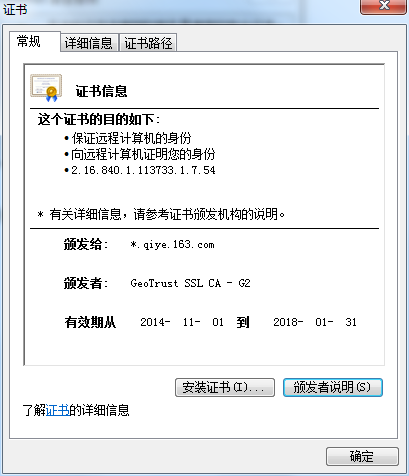 证书
常规 详细信息 证书路径
证书信息
这个证书的目的如下:
•保证远程计算机的身份
•向远程计算机证明您的身份
•2.16.840.1.113733.1.7.54
* 有关详细信息，请参考证书颁发机构的说明。
颁发给: *.qiye.163.com
颁发者: GeoTrust SSL CA - G2
有效期从 2014- 11- 01 到 2018- 01- 31
安装证书(I)... 颁发者说明(S)
了解证书的详细信息
确定